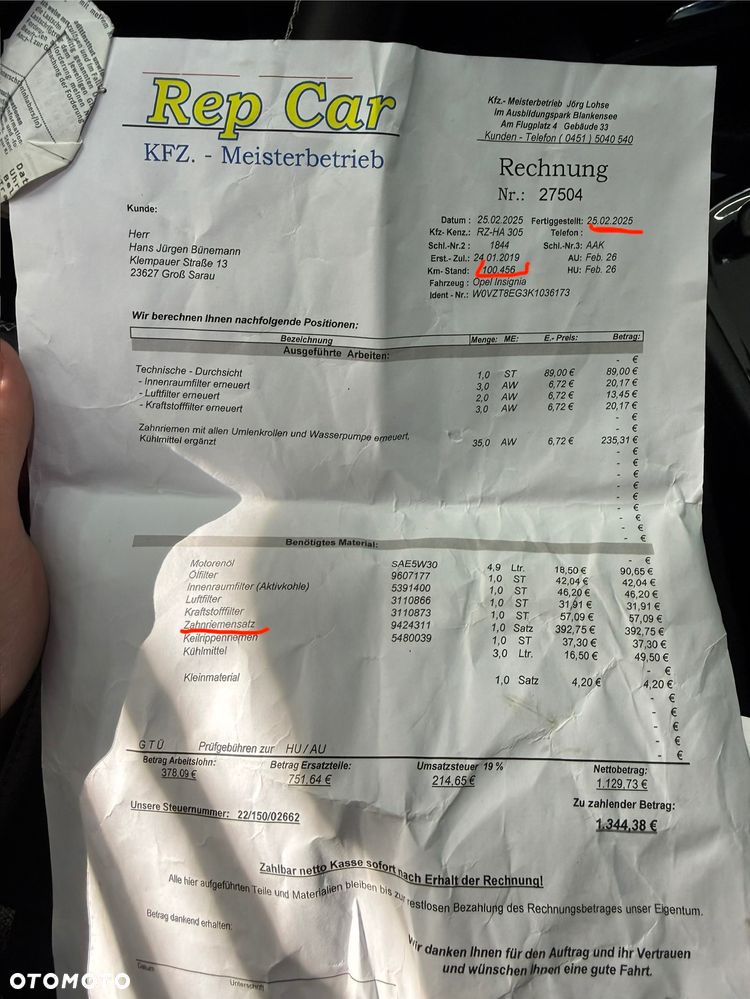 Rep Car
KFZ. - Meisterbetrieb
Kfz.- Meisterbetrieb Jörg Lohse
im Ausbildungspark Blankensee
Am Flugplatz 4 Gebäude 33
Kunden - Telefon ( 0451 ) 5040 540
Rechnung
Nr.: 27504
Kunde:
Herr
Hans Jürgen Bünemann
Klempauer Straße 13
23627 Groß Sarau
Datum : 25.02.2025 Fertiggestellt: 25.02.2025
Kfz- Kenz.: RZ-HA 305 Telefon :
Schl.-Nr.2 : 1844 Schl.-Nr.3: AAK
Erst.- Zul.: 24.01.2019 AU: Feb. 26
Km- Stand: 100.456 HU: Feb. 26
Fahrzeug : Opel Insignia
Ident - Nr.: W0VZT8EG3K1036173
Wir berechnen Ihnen nachfolgende Positionen:
Bezeichnung Menge: ME: E.- Preis: Betrag:
Ausgeführte Arbeiten:
- €
Technische - Durchsicht 1,0 ST 89,00 € 89,00 €
- Innenraumfilter erneuert 3,0 AW 6,72 € 20,17 €
- Luftfilter erneuert 2,0 AW 6,72 € 13,45 €
- Kraftstofffilter erneuert 3,0 AW 6,72 € 20,17 €
- €
- €
Zahnriemen mit allen Umlenkrollen und Wasserpumpe erneuert,
Kühlmittel ergänzt 35,0 AW 6,72 € 235,31 €
- €
- €
- €
- €
- €
- €
- €
- €
Benötigtes Material:
- €
Motorenöl SAE5W30 4,9 Ltr. 18,50 € 90,65 €
Ölfilter 9607177 1,0 ST 42,04 € 42,04 €
Innenraumfilter (Aktivkohle) 5391400 1,0 ST 46,20 € 46,20 €
Luftfilter 3110866 1,0 ST 31,91 € 31,91 €
Kraftstofffilter 3110873 1,0 ST 57,09 € 57,09 €
Zahnriemensatz 9424311 1,0 Satz 392,75 € 392,75 €
Keilrippenriemen 5480039 1,0 ST 37,30 € 37,30 €
Kühlmittel 3,0 Ltr. 16,50 € 49,50 €
- €
Kleinmaterial 1,0 Satz 4,20 € 4,20 €
- €
- €
- €
- €
- €
G T Ü Prüfgebühren zur HU / AU - €
Betrag Arbeitslohn: Betrag Ersatzteile: Umsatzsteuer 19 % Nettobetrag:
378,09 € 751,64 € 214,65 € 1.129,73 €
Zu zahlender Betrag:
1.344,38 €
Unsere Steuernummer: 22/150/02662
Zahlbar netto Kasse sofort nach Erhalt der Rechnung!
Alle hier aufgeführten Teile und Materialien bleiben bis zur restlosen Bezahlung des Rechnungsbetrages unser Eigentum.
Betrag dankend erhalten:
Wir danken Ihnen für den Auftrag und ihr Vertrauen
und wünschen Ihnen eine gute Fahrt.
Datum
Unterschrift
OTOMOTO